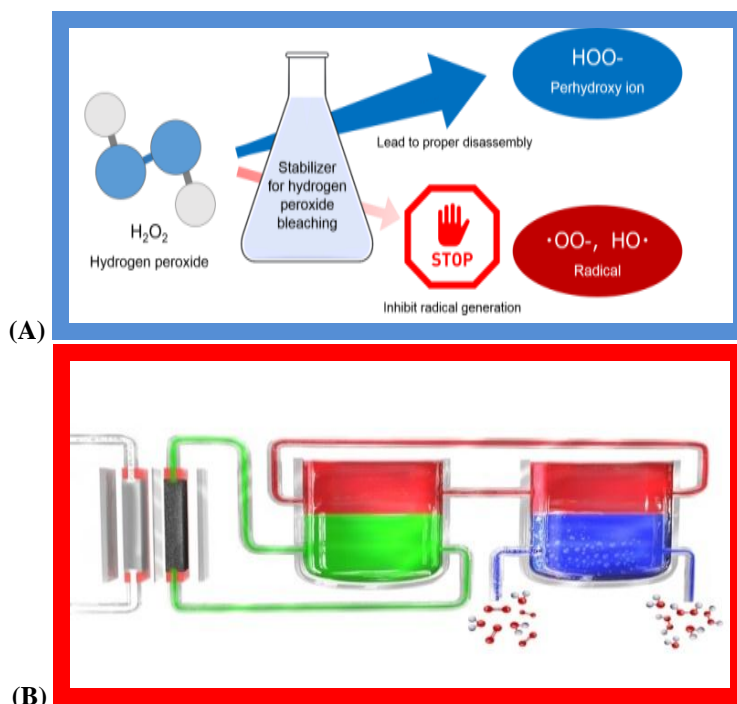 HOO-
Perhydroxy ion
Lead to proper disassembly
Stabilizer
for hydrogen
peroxide
bleaching
H₂O₂
Hydrogen peroxide
STOP
·OO-, HO·
Radical
Inhibit radical generation
(A)
(B)